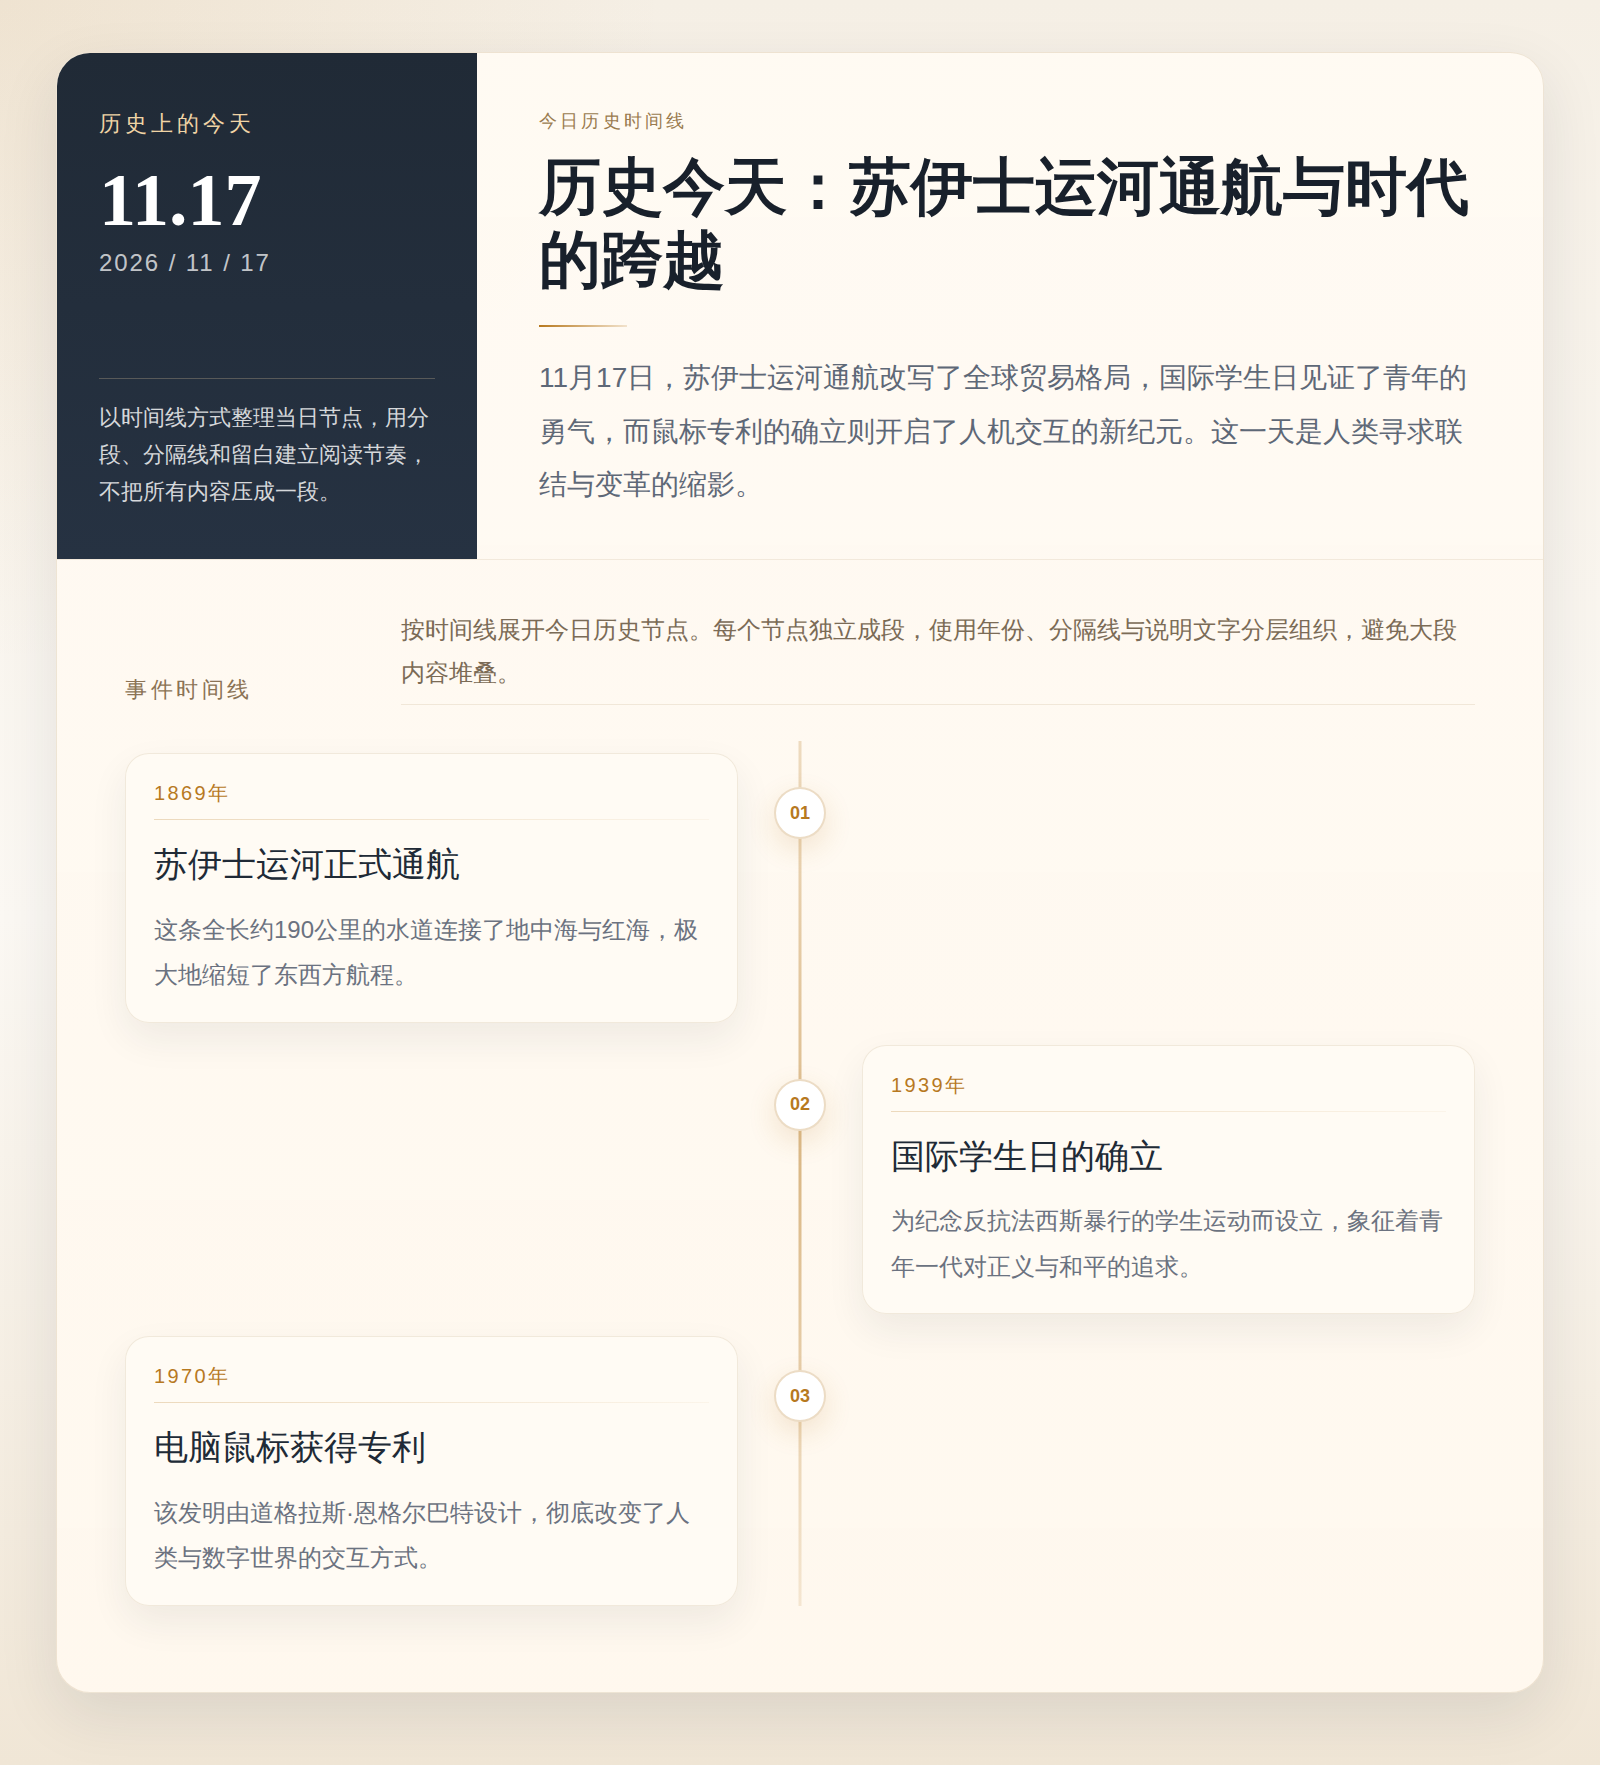 历史上的今天
11.17
2026 / 11 / 17
以时间线方式整理当日节点，用分
段、分隔线和留白建立阅读节奏，
不把所有内容压成一段。
今日历史时间线
历史今天：苏伊士运河通航与时代
的跨越
11月17日，苏伊士运河通航改写了全球贸易格局，国际学生日见证了青年的
勇气，而鼠标专利的确立则开启了人机交互的新纪元。这一天是人类寻求联
结与变革的缩影。
事件时间线
按时间线展开今日历史节点。每个节点独立成段，使用年份、分隔线与说明文字分层组织，避免大段
内容堆叠。
01
1869年
苏伊士运河正式通航
这条全长约190公里的水道连接了地中海与红海，极
大地缩短了东西方航程。
02
1939年
国际学生日的确立
为纪念反抗法西斯暴行的学生运动而设立，象征着青
年一代对正义与和平的追求。
03
1970年
电脑鼠标获得专利
该发明由道格拉斯·恩格尔巴特设计，彻底改变了人
类与数字世界的交互方式。